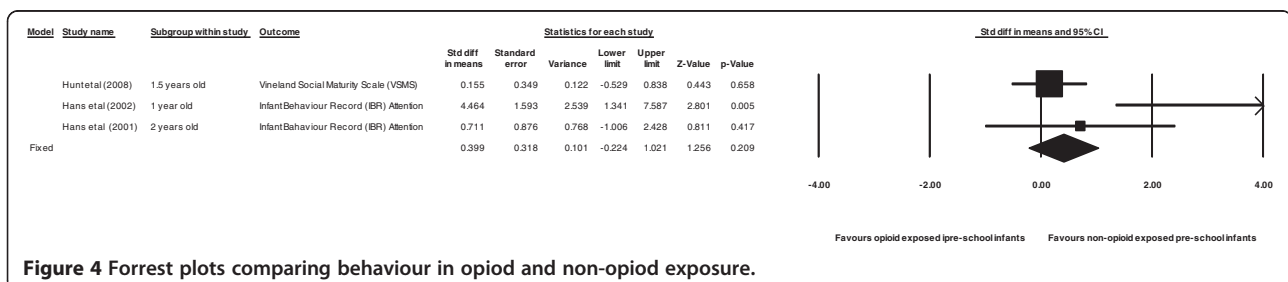 Model Study name Subgroup within study Outcome Statistics for each study Std diff in means and 95% CI
Std diff in means Standard error Variance Lower limit Upper limit Z-Value p-Value
Huntetal (2008) 1.5 years old Vineland Social Maturity Scale (VSMS) 0.155 0.349 0.122 -0.529 0.838 0.443 0.658
Hans etal (2002) 1 year old InfantBehaviour Record (IBR) Attention 4.464 1.593 2.539 1.341 7.587 2.801 0.005
Hans etal (2001) 2 years old InfantBahaviour Record (IBR) Attention 0.711 0.876 0.768 -1.006 2.428 0.811 0.417
Fixed 0.399 0.318 0.101 -0.224 1.021 1.256 0.209
-4.00 -2.00 0.00 2.00 4.00
Favours opioid exposed ipre-school infants Favours non-opioid exposed pre-school infants
Figure 4 Forrest plots comparing behaviour in opiod and non-opiod exposure.